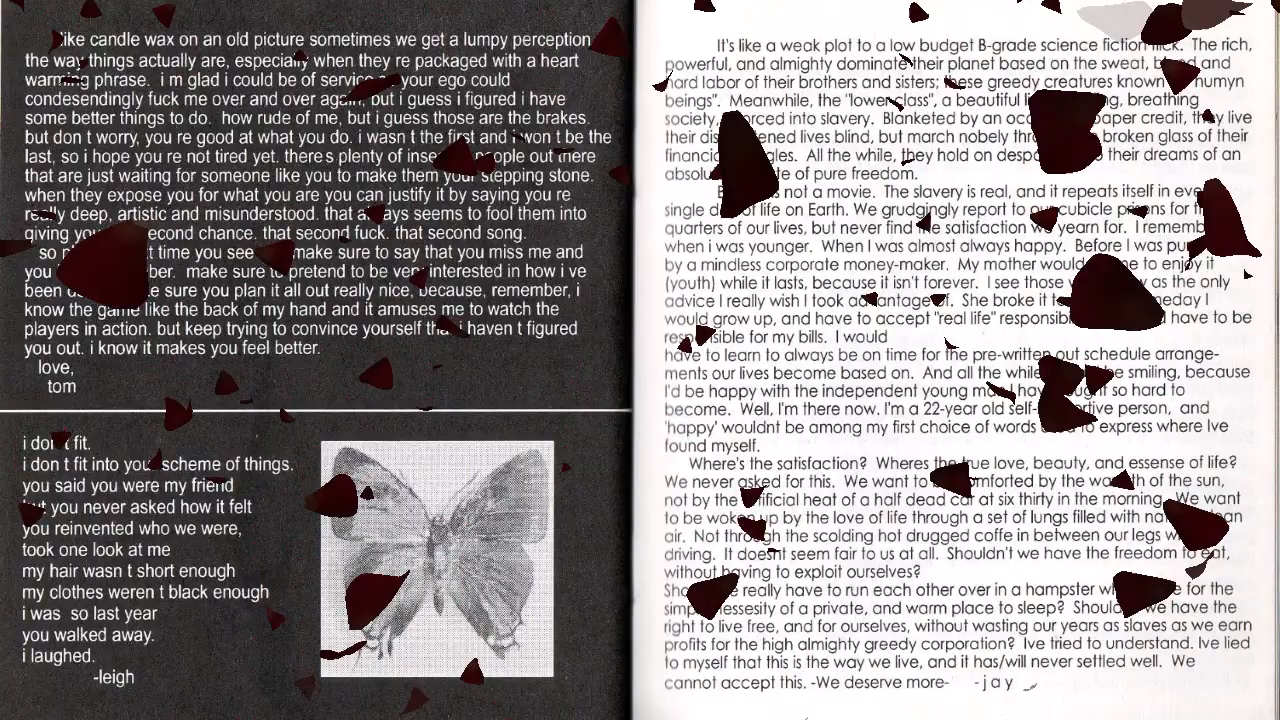 like candle wax on an old picture sometimes we get a lumpy perception
the way things actually are, especially when they re packaged with a heart
warming phrase. i m glad i could be of service your ego could
condesendingly fuck me over and over again, but i guess i figured i have
some better things to do. how rude of me, but i guess those are the brakes.
but don t worry, you re good at what you do. i wasn t the first and i won t be the
last, so i hope you re not tired yet. theres plenty of people out there
that are just waiting for someone like you to make them your stepping stone.
when they expose you for what you are you can justify it by saying you re
really deep, artistic and misunderstood. that always seems to fool them into
giving second chance. that second fuck. that second song.
so time you see make sure to say that you miss me and
you make sure to pretend to be very interested in how i ve
been sure you plan it all out really nice, because, remember, i
know the game like the back of my hand and it amuses me to watch the
players in action. but keep trying to convince yourself that i haven t figured
you out. i know it makes you feel better.
love,
tom
i don t fit.
i don t fit into your scheme of things.
you said you were my friend
but you never asked how it felt
you reinvented who we were,
took one look at me
my hair wasn t short enough
my clothes weren t black enough
i was so last year
you walked away.
i laughed.
-leigh
It's like a weak plot to a low budget B-grade science fiction flick. The rich,
powerful, and almighty dominate their planet based on the sweat, blood and
hard labor of their brothers and sisters; these greedy creatures known humyn
beings". Meanwhile, the "lower class", a beautiful breathing
society, forced into slavery. Blanketed by an paper credit, they live
their lives blind, but march nobely broken glass of their
financial All the while, they hold on their dreams of an
absolute of pure freedom.
not a movie. The slavery is real, and it repeats itself in every
single of life on Earth. We grudgingly report to our cubicle prisons for
quarters of our lives, but never find the satisfaction we yearn for. I remember
when i was younger. When I was almost always happy. Before I was
by a mindless corporate money-maker. My mother would me to enjoy it
(youth) while it lasts, because it isn't forever. I see those as the only
advice I really wish I took advantage of. She broke it someday I
would grow up, and have to accept "real life" I have to be
responsible for my bills. I would
have to learn to always be on time for the pre-written out schedule arrange-
ments our lives become based on. And all the while smiling, because
I'd be happy with the independent young so hard to
become. Well, I'm there now. I'm a 22-year old person, and
'happy' wouldnt be among my first choice of words to express where Ive
found myself.
Where's the satisfaction? Wheres the true love, beauty, and essense of life?
We never asked for this. We want to comforted by the warmth of the sun,
not by the artificial heat of a half dead car at six thirty in the morning. We want
to be woken up by the love of life through a set of lungs filled with clean
air. Not through the scolding hot drugged coffe in between our legs
driving. It doesnt seem fair to us at all. Shouldn't we have the freedom to eat,
without having to exploit ourselves?
really have to run each other over in a hampster for the
simple nessesity of a private, and warm place to sleep? we have the
right to live free, and for ourselves, without wasting our years as slaves as we earn
profits for the high almighty greedy corporation? Ive tried to understand. Ive lied
to myself that this is the way we live, and it has/will never settled well. We
cannot accept this. -We deserve more- -jay